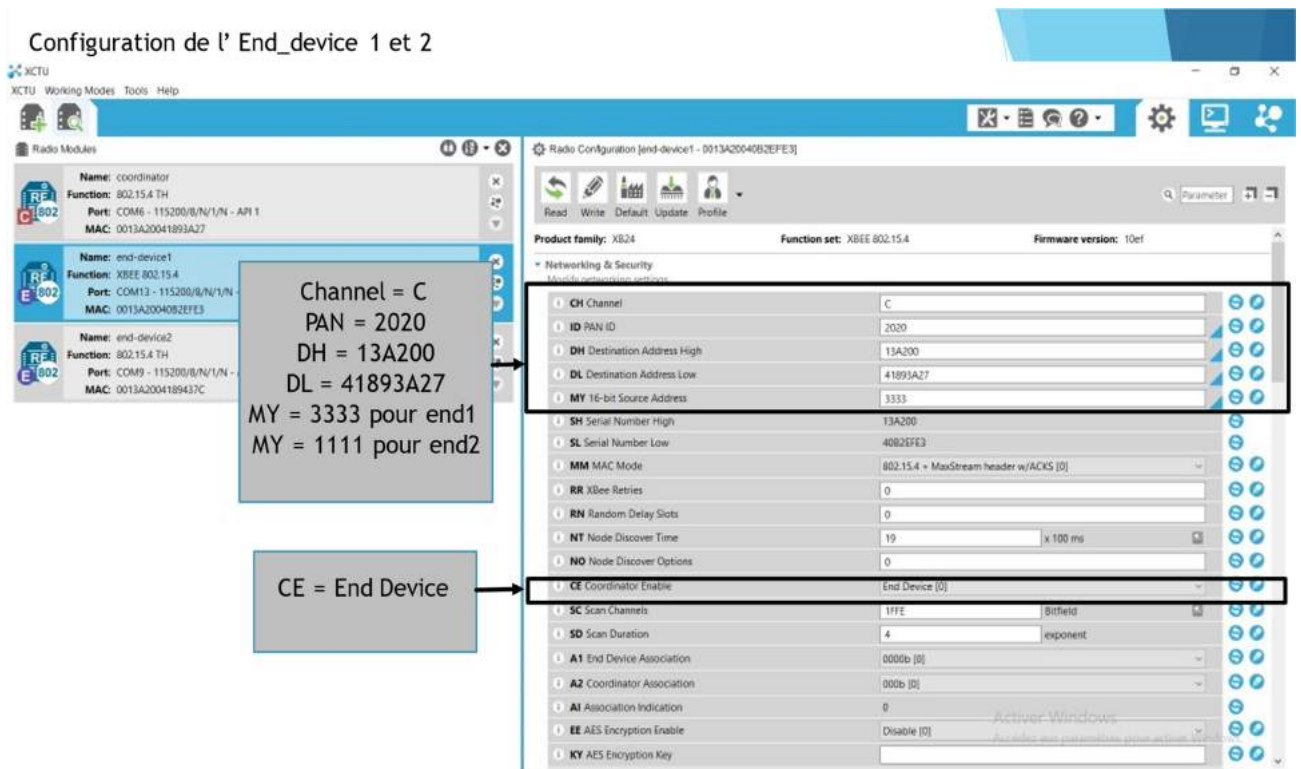 Configuration de l' End_device 1 et 2
XCTU
XCTU Working Modes Tools Help
Radio Modules
Radio Configuration [end-device1 - 0013A20040B2EFE3]
Name: coordinator
Function: 802.15.4 TH
Port: COM6 - 115200/8/N/1/N - API 1
MAC: 0013A20041893A27
Name: end-device1
Function: XBEE 802.15.4
Port: COM13 - 115200/8/N/1/N -
MAC: 0013A20040B2EFE3
Name: end-device2
Function: 802.15.4 TH
Port: COM9 - 115200/8/N/1/N -
MAC: 0013A2004189437C
Channel = C
PAN = 2020
DH = 13A200
DL = 41893A27
MY = 3333 pour end1
MY = 1111 pour end2
CE = End Device
Read Write Default Update Profile
Parameter
Product family: XB24 Function set: XBEE 802.15.4 Firmware version: 10ef
Networking & Security
Modify networking settings
CH Channel C
ID PAN ID 2020
DH Destination Address High 13A200
DL Destination Address Low 41893A27
MY 16-bit Source Address 3333
SH Serial Number High 13A200
SL Serial Number Low 40B2EFE3
MM MAC Mode 802.15.4 + MaxStream header w/ACKS [0]
RR XBee Retries 0
RN Random Delay Slots 0
NT Node Discover Time 19 x 100 ms
NO Node Discover Options 0
CE Coordinator Enable End Device [0]
SC Scan Channels 1FFE Bitfield
SD Scan Duration 4 exponent
A1 End Device Association 0000b [0]
A2 Coordinator Association 000b [0]
AI Association Indication 0
EE AES Encryption Enable Disable [0]
KY AES Encryption Key
Activer Windows
Accédez aux paramètres pour activer Windows.